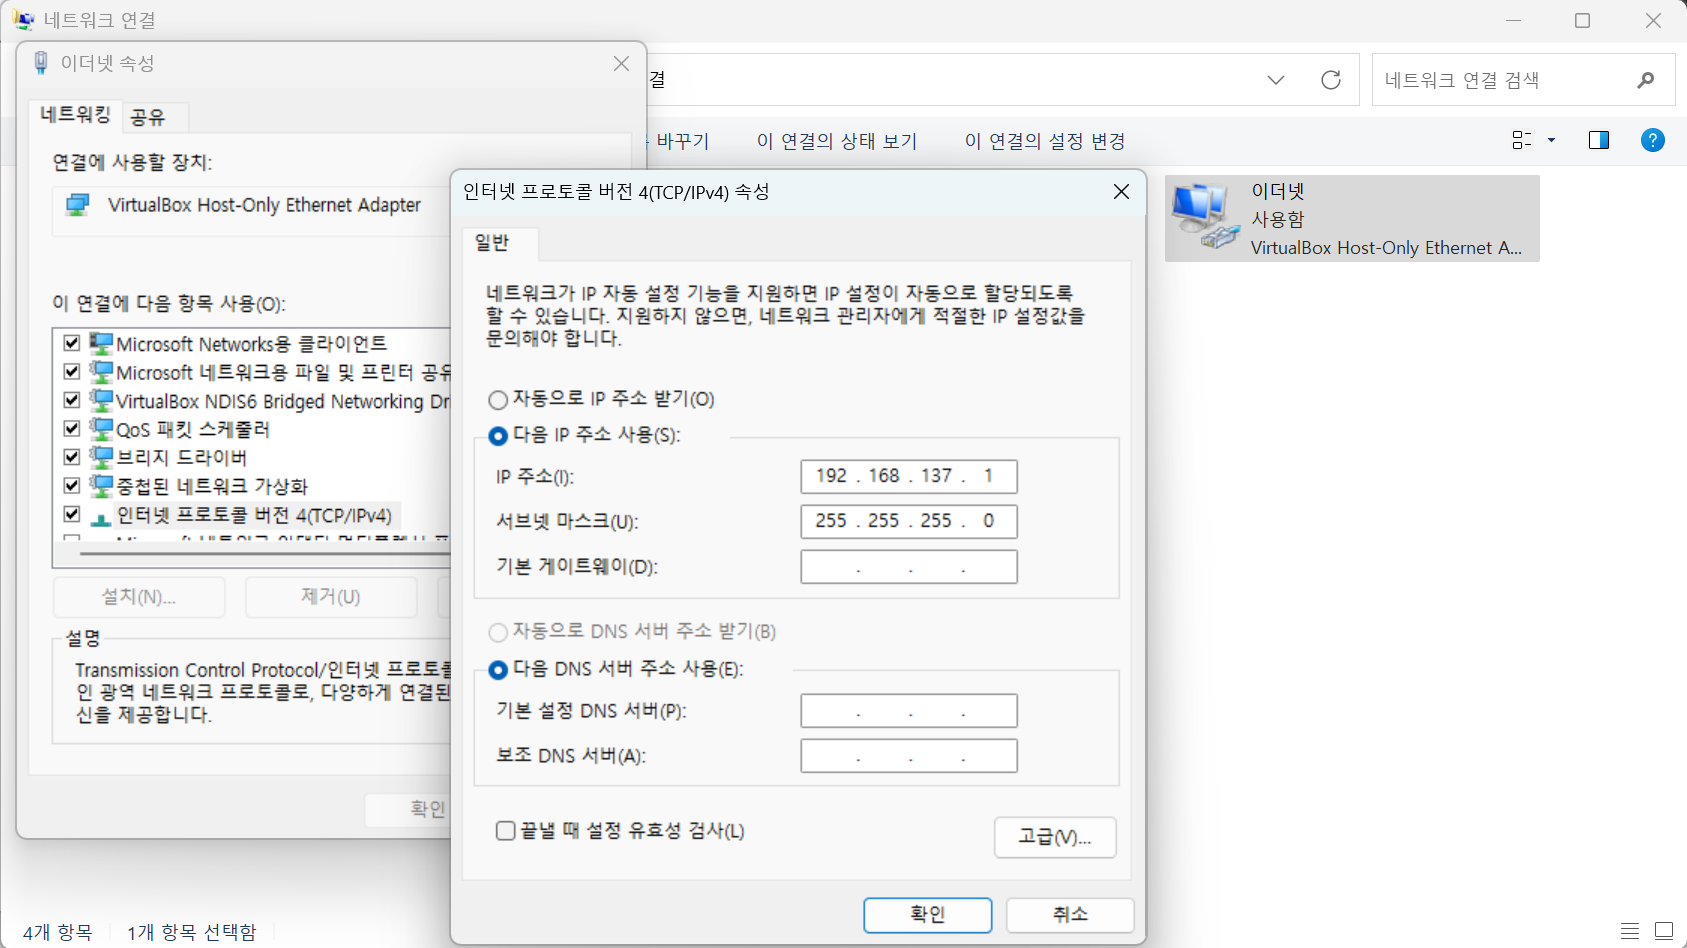 네트워크 연결
이더넷 속성
결
네트워크 연결 검색
네트워킹
공유
바꾸기
이 연결의 상태 보기
이 연결의 설정 변경
연결에 사용할 장치:
VirtualBox Host-Only Ethernet Adapter
이 연결에 다음 항목 사용(O):
Microsoft Networks용 클라이언트
Microsoft 네트워크용 파일 및 프린터 공유
VirtualBox NDIS6 Bridged Networking Dr
QoS 패킷 스케줄러
브리지 드라이버
중첩된 네트워크 가상화
인터넷 프로토콜 버전 4(TCP/IPv4)
설치(N)...
제거(U)
설명
Transmission Control Protocol/인터넷 프로토콜
인 광역 네트워크 프로토콜로, 다양하게 연결된
신을 제공합니다.
확인
인터넷 프로토콜 버전 4(TCP/IPv4) 속성
일반
네트워크가 IP 자동 설정 기능을 지원하면 IP 설정이 자동으로 할당되도록
할 수 있습니다. 지원하지 않으면, 네트워크 관리자에게 적절한 IP 설정값을
문의해야 합니다.
자동으로 IP 주소 받기(O)
다음 IP 주소 사용(S):
IP 주소(I):
192 . 168 . 137 . 1
서브넷 마스크(U):
255 . 255 . 255 . 0
기본 게이트웨이(D):
. . .
자동으로 DNS 서버 주소 받기(B)
다음 DNS 서버 주소 사용(E):
기본 설정 DNS 서버(P):
. . .
보조 DNS 서버(A):
. . .
끝낼 때 설정 유효성 검사(L)
고급(V)...
확인
취소
이더넷
사용함
VirtualBox Host-Only Ethernet A...
4개 항목
1개 항목 선택함